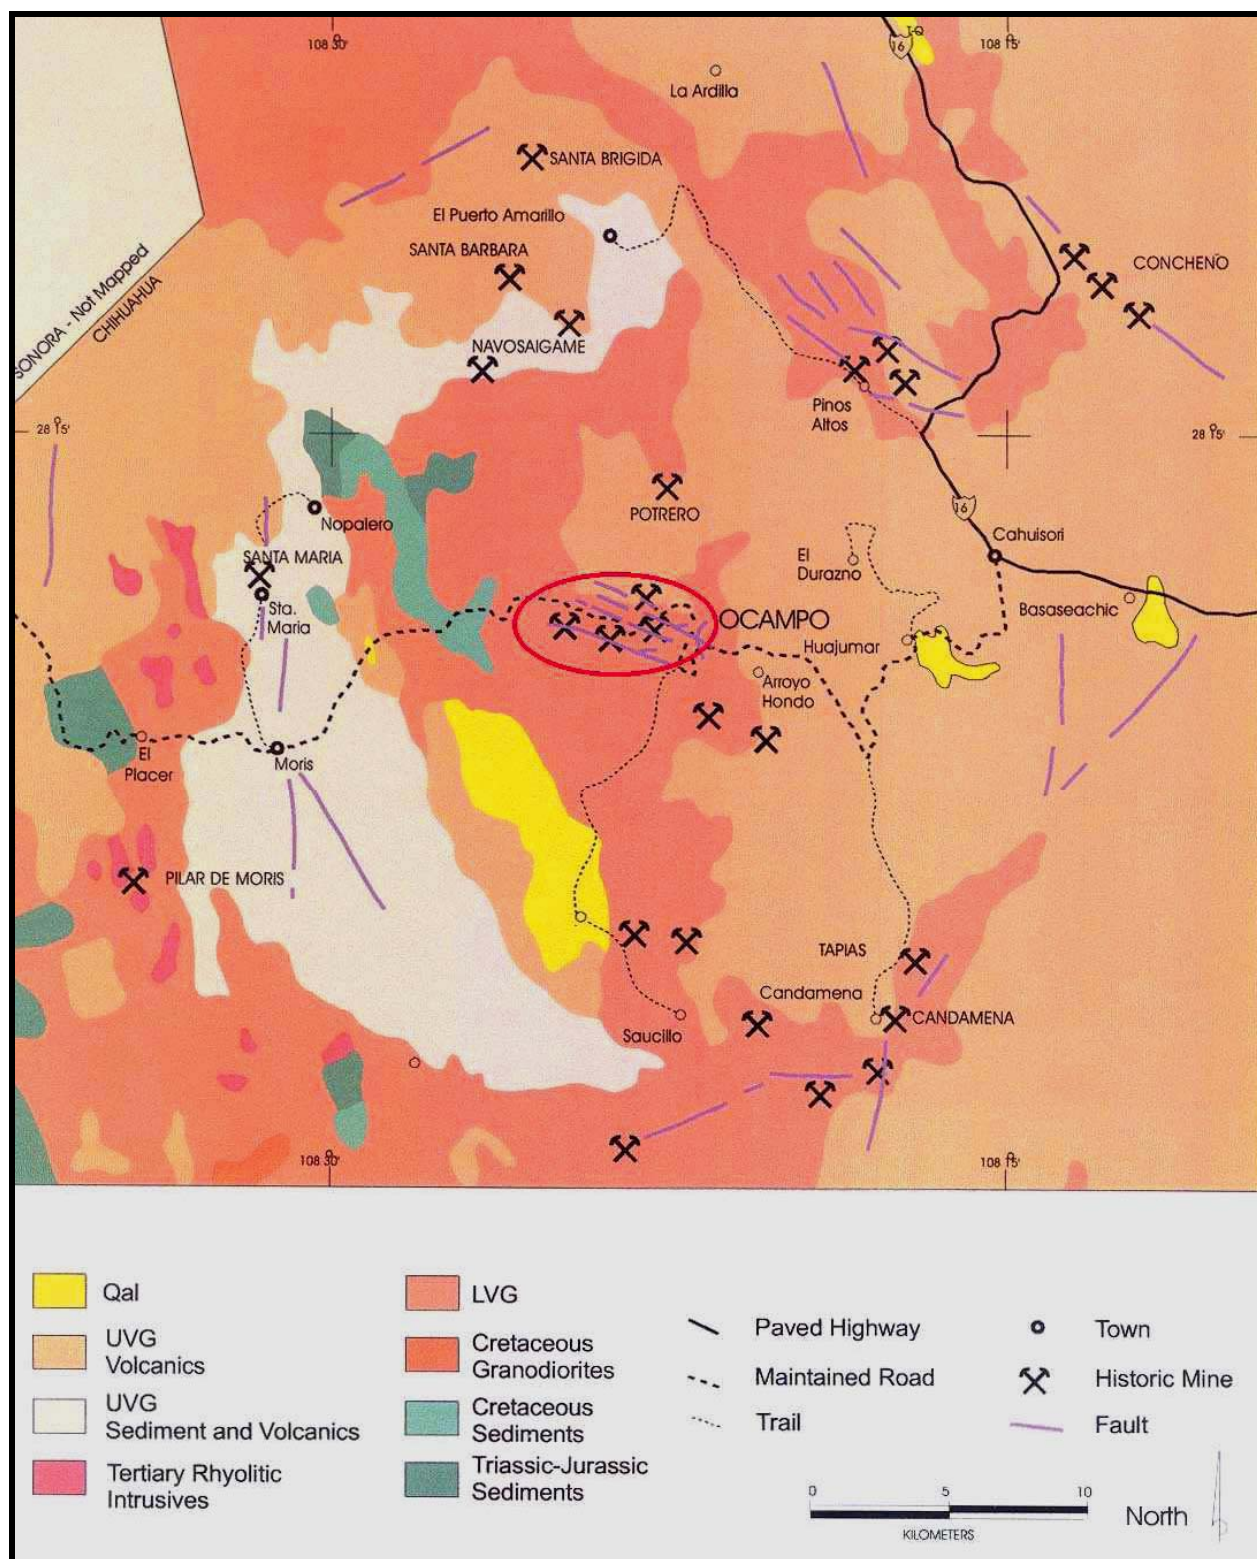 108 30'
108 15'
T-Q
16
La Ardilla
SANTA BRIGIDA
El Puerto Amarillo
SANTA BARBARA
CONCHENO
SONORA - Not Mapped
CHIHUAHUA
NAVOSAIGAME
Pinos
Altos
28 15'
28 15'
POTRERO
16
Nopalero
Cahuisori
SANTA MARIA
El
Durazno
Sta.
Maria
Basaseachic
OCAMPO
Huajumar
Arroyo
Hondo
El
Placer
Moris
PILAR DE MORIS
TAPIAS
Candamena
CANDAMENA
Saucillo
108 30'
108 15'
Qal
UVG
Volcanics
UVG
Sediment and Volcanics
Tertiary Rhyolitic
Intrusives
LVG
Cretaceous
Granodiorites
Cretaceous
Sediments
Triassic-Jurassic
Sediments
Paved Highway
Maintained Road
Trail
Town
Historic Mine
Fault
0 5 10
KILOMETERS
North